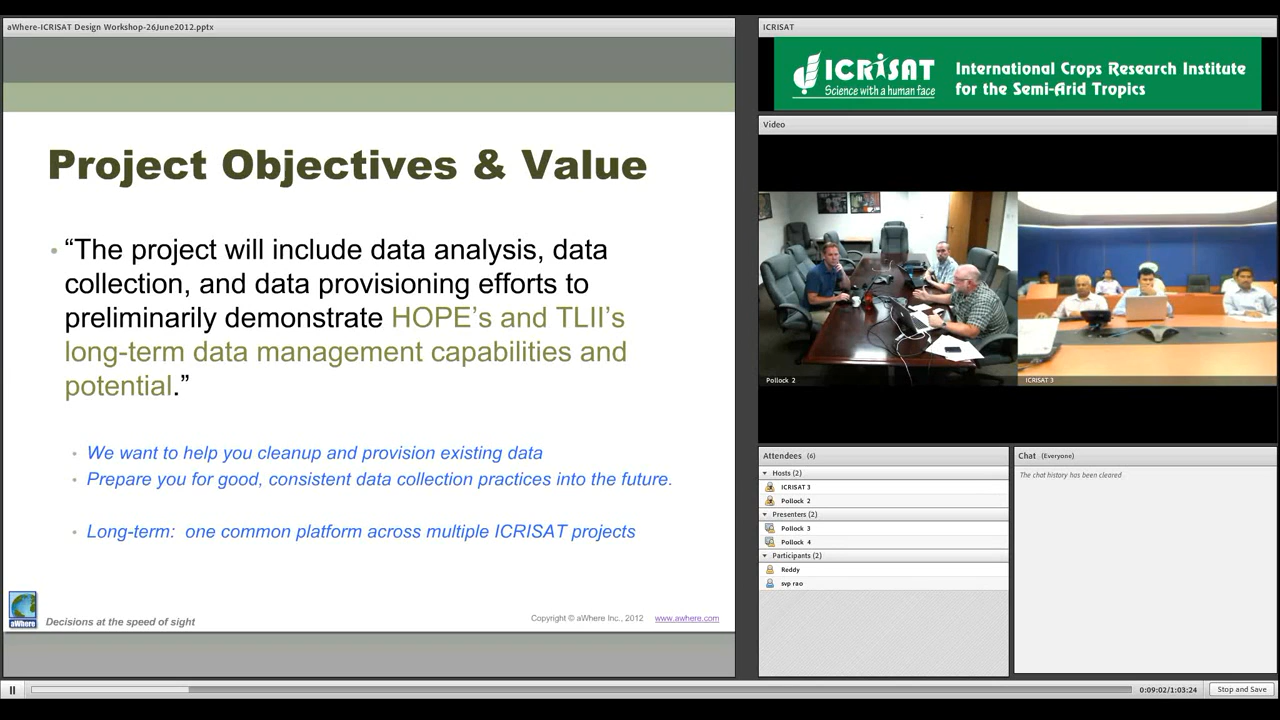 aWhere-ICRISAT Design Workshop-26June2012.pptx
Project Objectives & Value
• “The project will include data analysis, data
collection, and data provisioning efforts to
preliminarily demonstrate HOPE’s and TLII’s
long-term data management capabilities and
potential.”
• We want to help you cleanup and provision existing data
• Prepare you for good, consistent data collection practices into the future.
• Long-term: one common platform across multiple ICRISAT projects
aWhere
Decisions at the speed of sight
Copyright © aWhere Inc., 2012 www.awhere.com
ICRISAT
ICRISAT
Science with a human face
International Crops Research Institute
for the Semi-Arid Tropics
Video
Pollock 2
ICRISAT 3
Attendees (6)
Hosts (2)
ICRISAT 3
Pollock 2
Presenters (2)
Pollock 3
Pollock 4
Participants (2)
Reddy
svp rao
Chat (Everyone)
The chat history has been cleared
0:09:02/1:03:24
Stop and Save